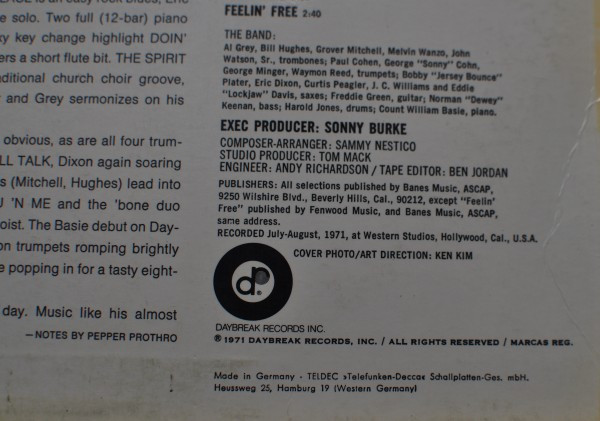 EACE is an easy rock blues, Eric
e solo. Two full (12-bar) piano
ky key change highlight DOIN'
ers a short flute bit. THE SPIRIT
ditional church choir groove,
and Grey sermonizes on his
obvious, as are all four trum-
LL TALK, Dixon again soaring
s (Mitchell, Hughes) lead into
U 'N ME and the 'bone duo
oist. The Basie debut on Day-
on trumpets romping brightly
e popping in for a tasty eight-
day. Music like his almost
—NOTES BY PEPPER PROTHRO
FEELIN' FREE 2:40
THE BAND:
Al Grey, Bill Hughes, Grover Mitchell, Melvin Wanzo, John
Watson, Sr., trombones; Paul Cohen, George "Sonny" Cohn,
George Minger, Waymon Reed, trumpets; Bobby "Jersey Bounce"
Plater, Eric Dixon, Curtis Peagler, J. C. Williams and Eddie
"Lockjaw" Davis, saxes; Freddie Green, guitar; Norman "Dewey"
Keenan, bass; Harold Jones, drums; Count William Basie, piano.
EXEC PRODUCER: SONNY BURKE
COMPOSER-ARRANGER: SAMMY NESTICO
STUDIO PRODUCER: TOM MACK
ENGINEER: ANDY RICHARDSON / TAPE EDITOR: BEN JORDAN
PUBLISHERS: All selections published by Banes Music, ASCAP,
9250 Wilshire Blvd., Beverly Hills, Cal., 90212, except "Feelin'
Free" published by Fenwood Music, and Banes Music, ASCAP,
same address.
RECORDED July-August, 1971, at Western Studios, Hollywood, Cal., U.S.A.
COVER PHOTO/ART DIRECTION: KEN KIM
dr
DAYBREAK RECORDS INC.
℗ 1971 DAYBREAK RECORDS, INC. / ALL RIGHTS RESERVED / MARCAS REG.
Made in Germany · TELDEC »Telefunken-Decca« Schallplatten-Ges. mbH.
Heussweg 25, Hamburg 19 (Western Germany)